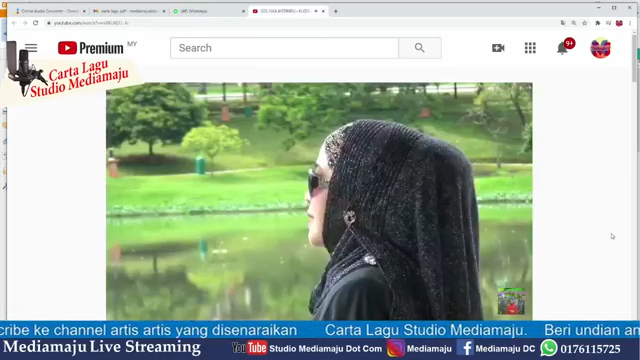 WhatsApp
Premium MY
Search
9+
Carta Lagu
Studio Mediamaju
cribe ke channel artis artis yang disenaraikan Carta Lagu Studio Mediamaju. Beri undian an
Mediamaju Live Streaming YouTube Studio Mediamaju Dot Com Mediamaju Mediamaju DC 0176115725